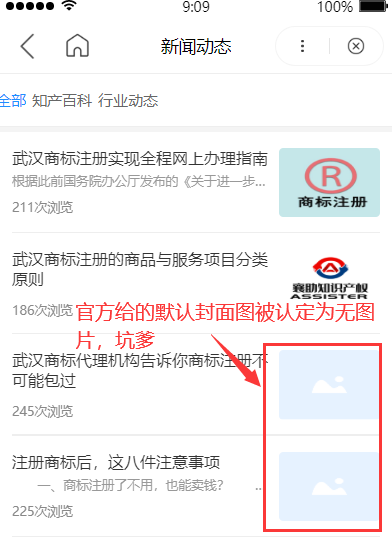 9:09
100%
新闻动态
全部 知产百科 行业动态
武汉商标注册实现全程网上办理指南
根据此前国务院办公厅发布的《关于进一步...
211次浏览
R
商标注册
武汉商标注册的商品与服务项目分类
原则
186次浏览
襄助知识产权
ASSISTER
官方给的默认封面图被认定为无图
片，坑爹
武汉商标代理机构告诉你商标注册不
可能包过
245次浏览
注册商标后，这八件注意事项
一、商标注册了不用，也能卖钱？ ...
225次浏览